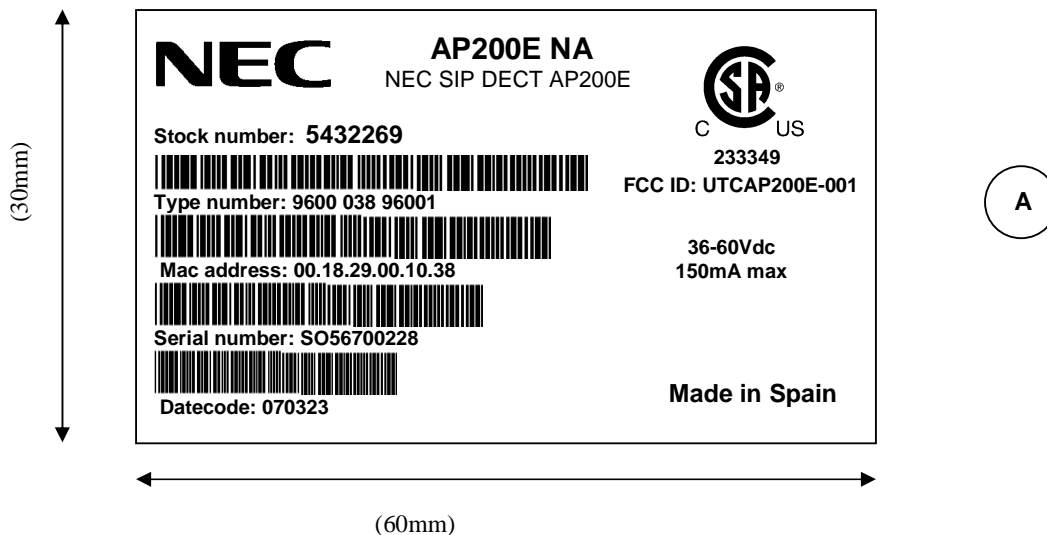 NEC
AP200E NA
NEC SIP DECT AP200E
CSA ®
C US
233349
FCC ID: UTCAP200E-001
Stock number: 5432269
Type number: 9600 038 96001
Mac address: 00.18.29.00.10.38
Serial number: SO56700228
Datecode: 070323
36-60Vdc
150mA max
Made in Spain
(30mm)
(60mm)
A